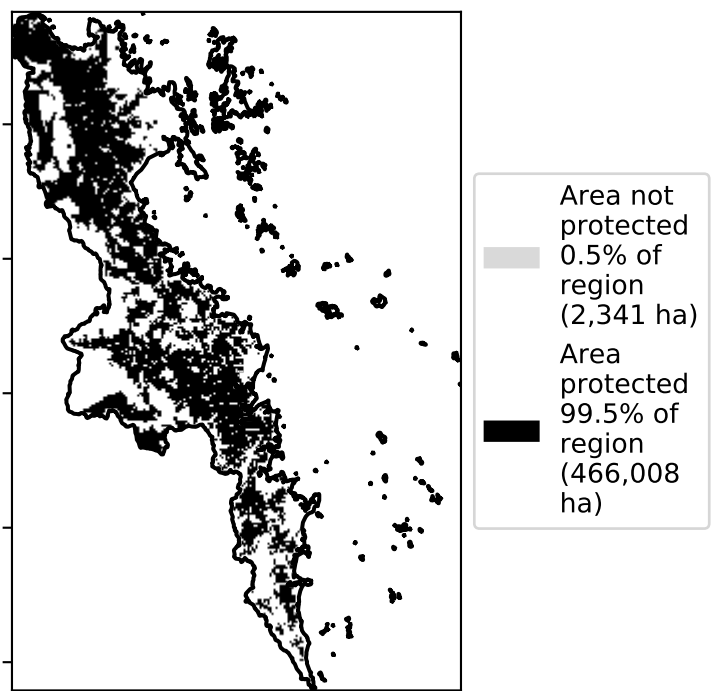 Area not
protected
0.5% of
region
(2,341 ha)
Area
protected
99.5% of
region
(466,008
ha)